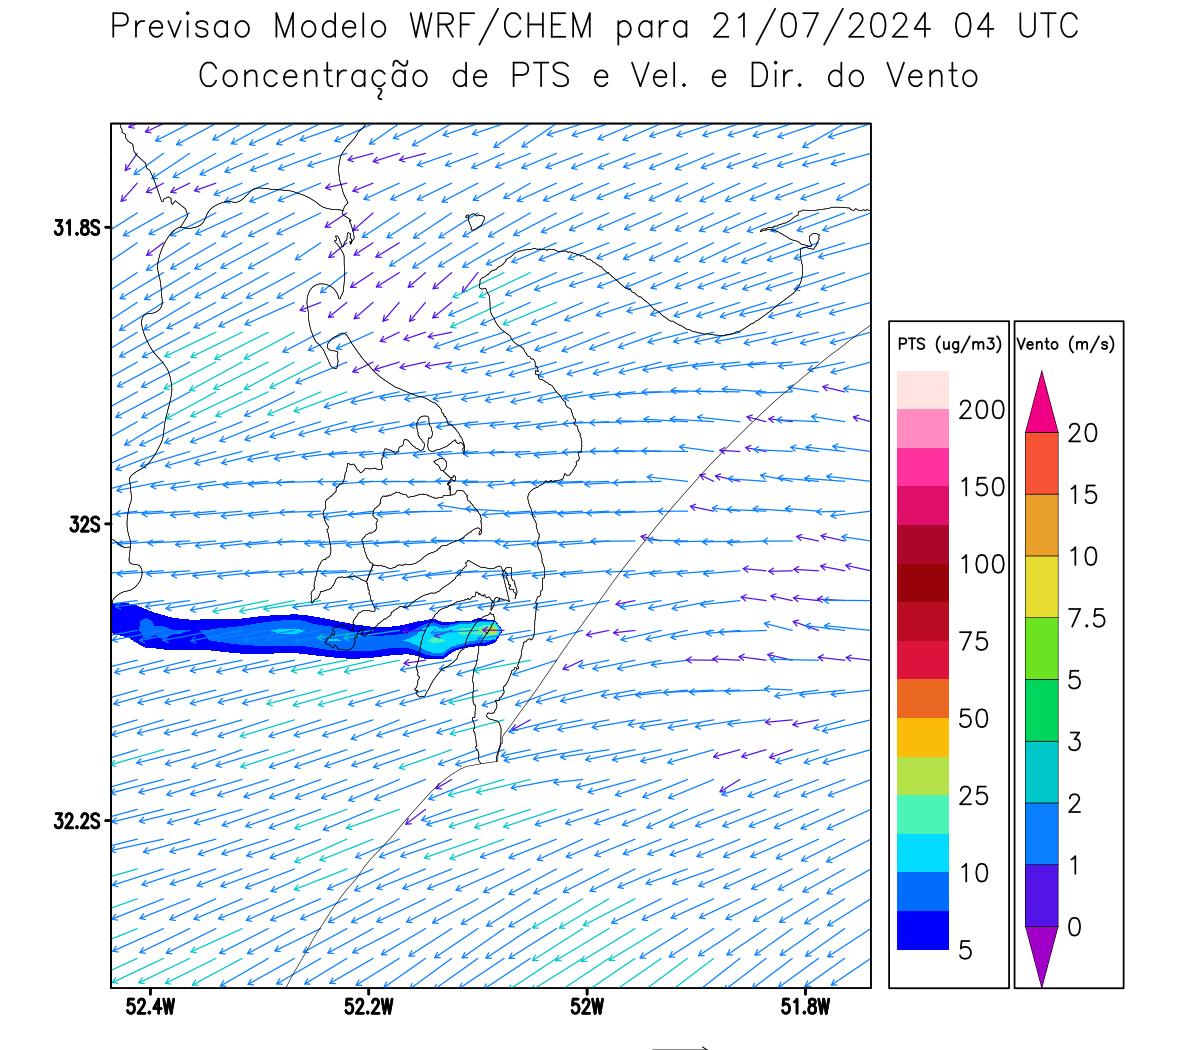 Previsao Modelo WRF/CHEM para 21/07/2024 04 UTC
Concentração de PTS e Vel. e Dir. do Vento
31.8S
32S
32.2S
52.4W
52.2W
52W
51.8W
PTS (ug/m3)
200
150
100
75
50
25
10
5
Vento (m/s)
20
15
10
7.5
5
3
2
1
0